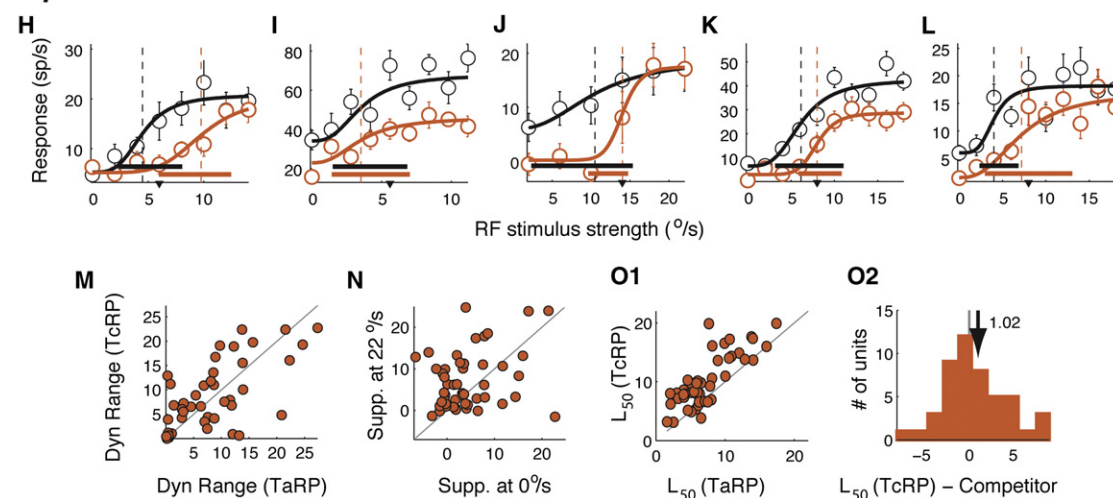 H I J K L
30 80 20 50 25
20 60 10 40 20
10 40 0 30 15
20 20 10
10 5
0 5 10 0 5 10 5 10 15 20 0 5 10 15 0 5 10 15
Response (sp/s)
RF stimulus strength (°/s)
M N O1 O2
25 20 20 15
20 10 10 10
15 0 0 5
10 0
5
Dyn Range (TcRP)
Supp. at 22 °/s
L50 (TcRP)
# of units
1.02
5 10 15 20 25 0 10 20 0 10 20 −5 0 5
Dyn Range (TaRP) Supp. at 0°/s L50 (TaRP) L50 (TcRP) − Competitor